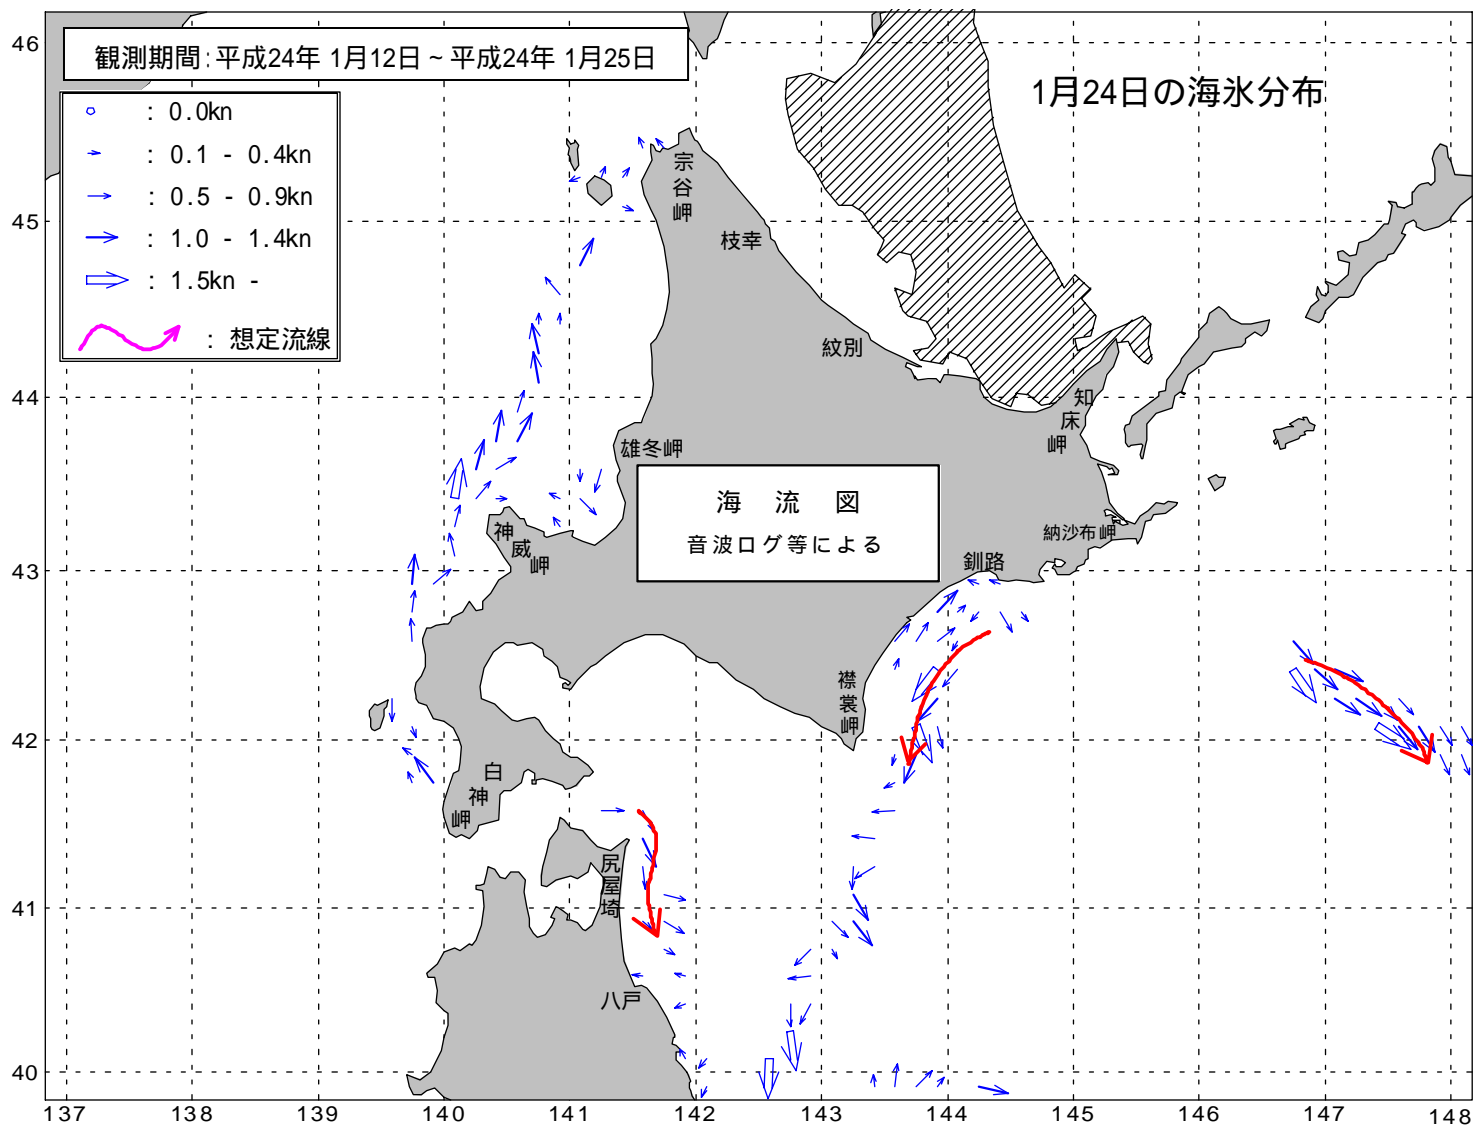 観測期間:平成24年 1月12日 ~ 平成24年 1月25日
1月24日の海氷分布
: 0.0kn
: 0.1 - 0.4kn
: 0.5 - 0.9kn
: 1.0 - 1.4kn
: 1.5kn -
: 想定流線
宗谷岬
枝幸
紋別
知床岬
雄冬岬
海 流 図
音波ログ等による
納沙布岬
釧路
神威岬
襟裳岬
白神岬
尻屋埼
八戸
46
45
44
43
42
41
40
137 138 139 140 141 142 143 144 145 146 147 148